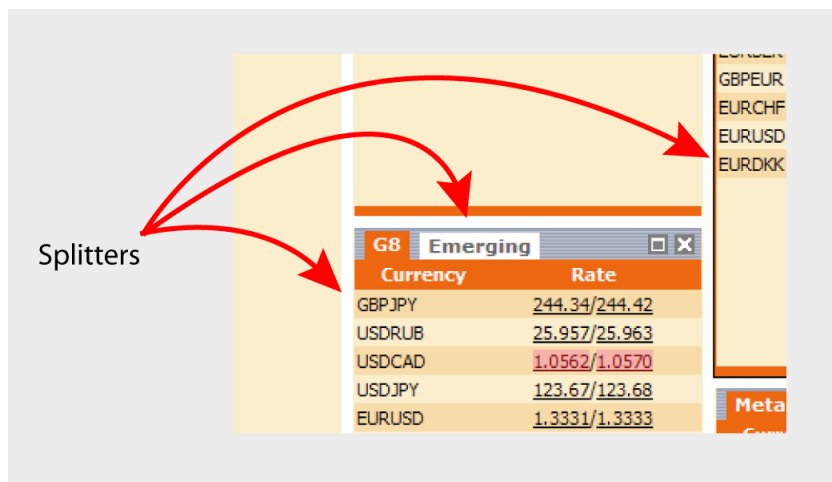 GBPEUR
EURCHF
EURUSD
EURDKK
Splitters
G8 Emerging
Currency Rate
GBPJPY 244.34/244.42
USDRUB 25.957/25.963
USDCAD 1.0562/1.0570
USDJPY 123.67/123.68
EURUSD 1.3331/1.3333
Meta